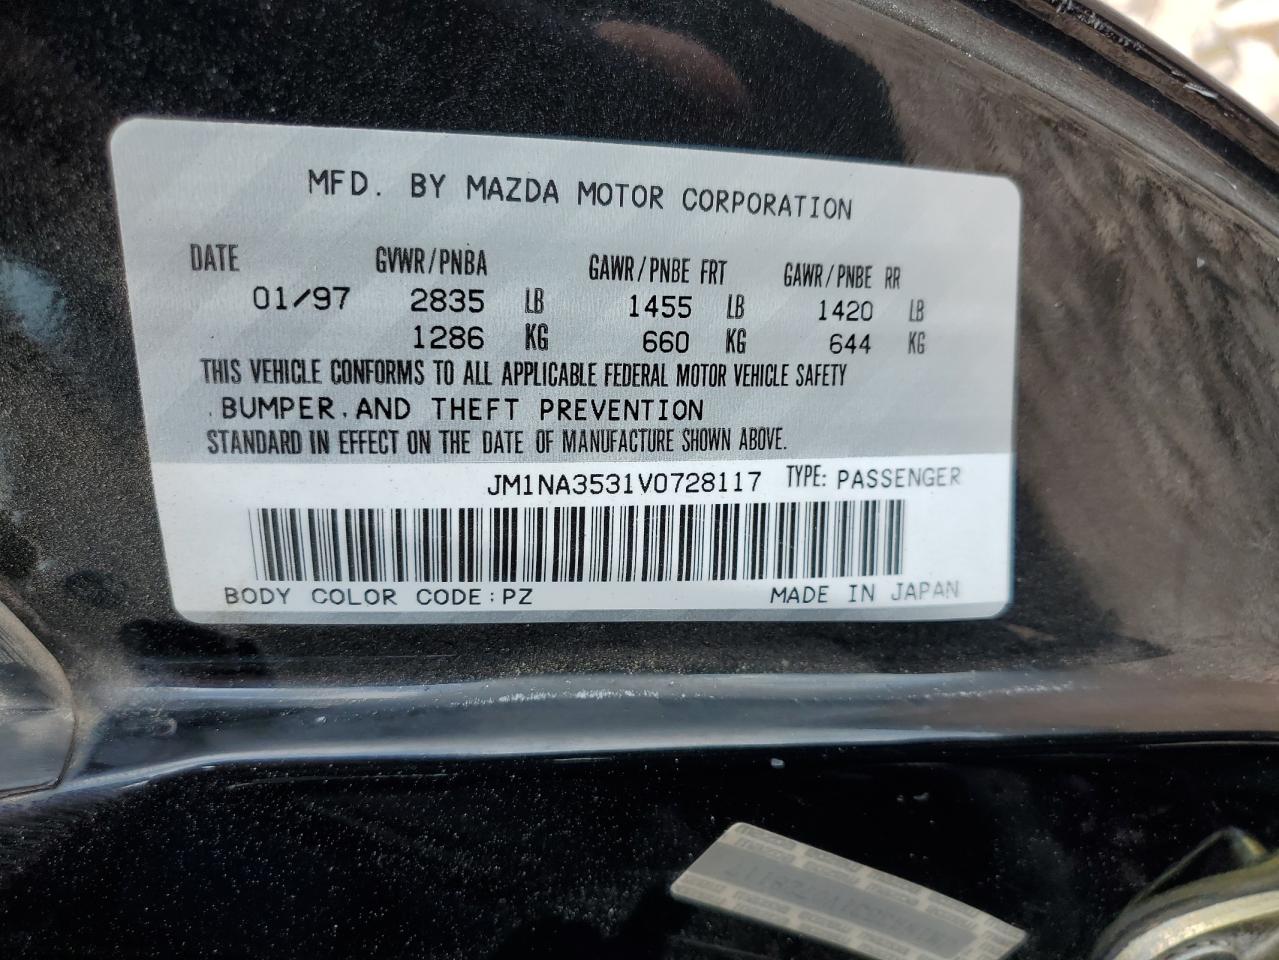 MFD. BY MAZDA MOTOR CORPORATION
DATE GVWR/PNBA GAWR/PNBE FRT GAWR/PNBE RR
01/97 2835 LB 1455 LB 1420 LB
1286 KG 660 KG 644 KG
THIS VEHICLE CONFORMS TO ALL APPLICABLE FEDERAL MOTOR VEHICLE SAFETY
, BUMPER, AND THEFT PREVENTION
STANDARD IN EFFECT ON THE DATE OF MANUFACTURE SHOWN ABOVE.
JM1NA3531V0728117 TYPE: PASSENGER
BODY COLOR CODE: PZ MADE IN JAPAN